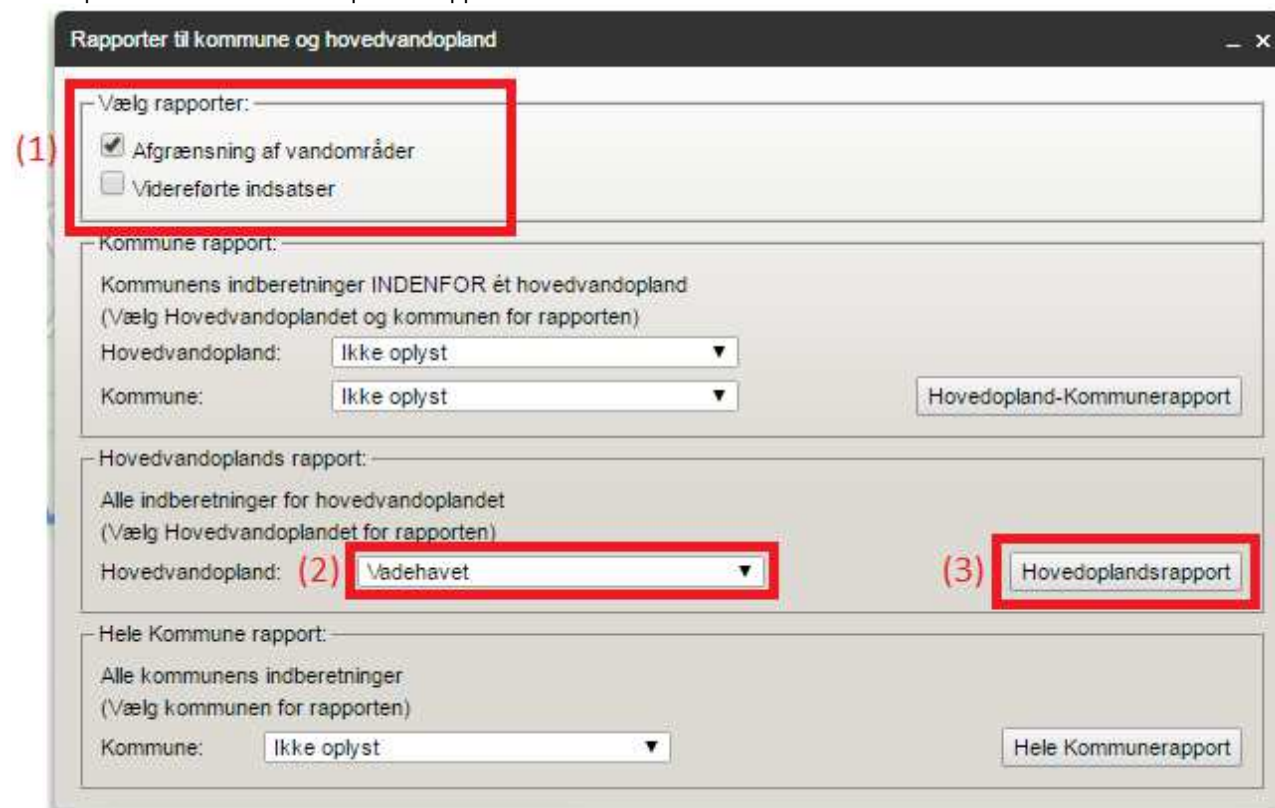 Rapporter til kommune og hovedvandopland
Vælg rapporter:
(1)
Afgrænsning af vandområder
Videreførte indsatser
Kommune rapport:
Kommunens indberetninger INDENFOR ét hovedvandopland
(Vælg Hovedvandoplandet og kommunen for rapporten)
Hovedvandopland: Ikke oplyst
Kommune: Ikke oplyst Hovedopland-Kommunerapport
Hovedvandoplands rapport:
Alle indberetninger for hovedvandoplandet
(Vælg Hovedvandoplandet for rapporten)
Hovedvandopland: (2) Vadehavet (3) Hovedoplandsrapport
Hele Kommune rapport:
Alle kommunens indberetninger
(Vælg kommunen for rapporten)
Kommune: Ikke oplyst Hele Kommunerapport